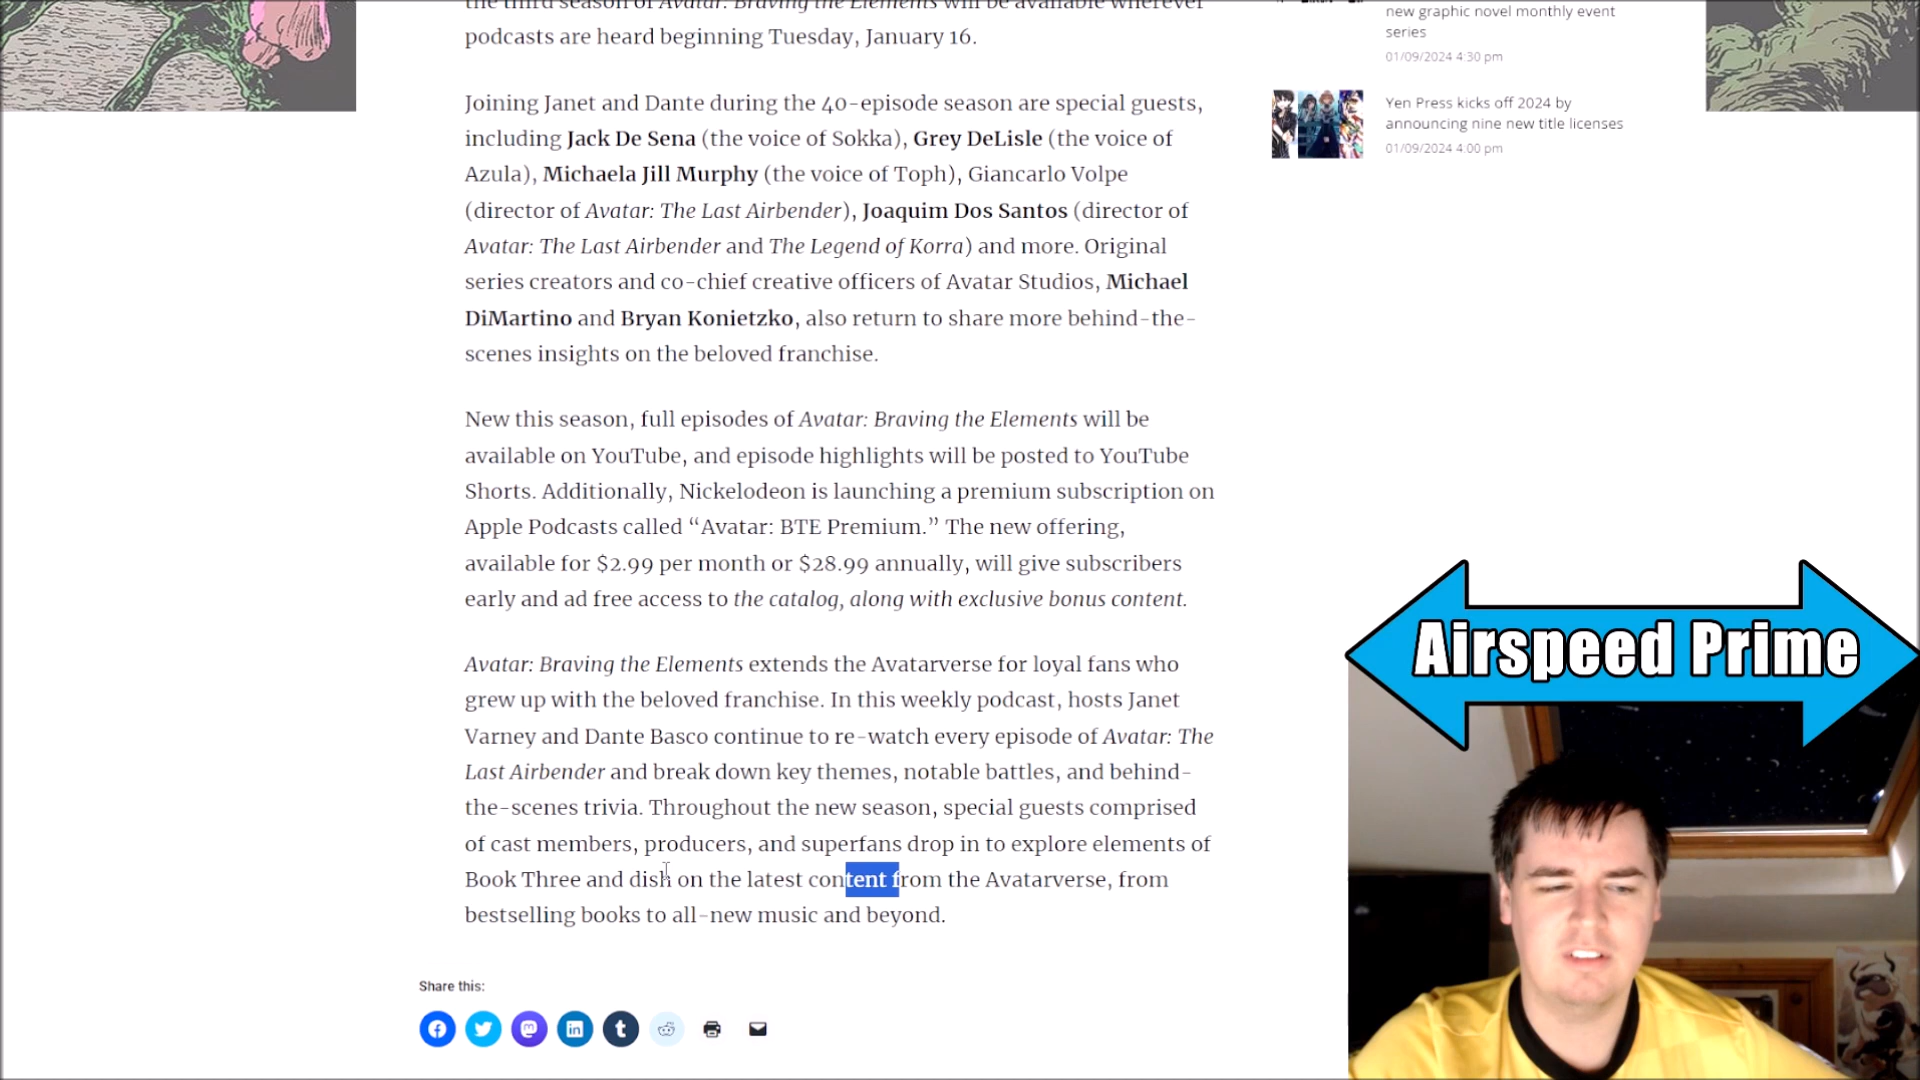 the third season of Avatar: Braving the Elements will be available wherever
podcasts are heard beginning Tuesday, January 16.
Joining Janet and Dante during the 40-episode season are special guests,
including Jack De Sena (the voice of Sokka), Grey DeLisle (the voice of
Azula), Michaela Jill Murphy (the voice of Toph), Giancarlo Volpe
(director of Avatar: The Last Airbender), Joaquim Dos Santos (director of
Avatar: The Last Airbender and The Legend of Korra) and more. Original
series creators and co-chief creative officers of Avatar Studios, Michael
DiMartino and Bryan Konietzko, also return to share more behind-the-
scenes insights on the beloved franchise.
New this season, full episodes of Avatar: Braving the Elements will be
available on YouTube, and episode highlights will be posted to YouTube
Shorts. Additionally, Nickelodeon is launching a premium subscription on
Apple Podcasts called “Avatar: BTE Premium.” The new offering,
available for $2.99 per month or $28.99 annually, will give subscribers
early and ad free access to the catalog, along with exclusive bonus content.
Avatar: Braving the Elements extends the Avatarverse for loyal fans who
grew up with the beloved franchise. In this weekly podcast, hosts Janet
Varney and Dante Basco continue to re-watch every episode of Avatar: The
Last Airbender and break down key themes, notable battles, and behind-
the-scenes trivia. Throughout the new season, special guests comprised
of cast members, producers, and superfans drop in to explore elements of
Book Three and dish on the latest content from the Avatarverse, from
bestselling books to all-new music and beyond.
Share this:
new graphic novel monthly event
series
01/09/2024 4:30 pm
Yen Press kicks off 2024 by
announcing nine new title licenses
01/09/2024 4:00 pm
Airspeed Prime